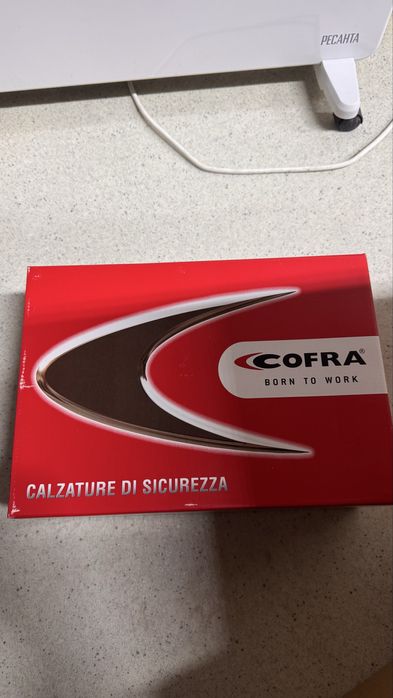 РЕСАНТА
COFRA®
BORN TO WORK
CALZATURE DI SICUREZZA